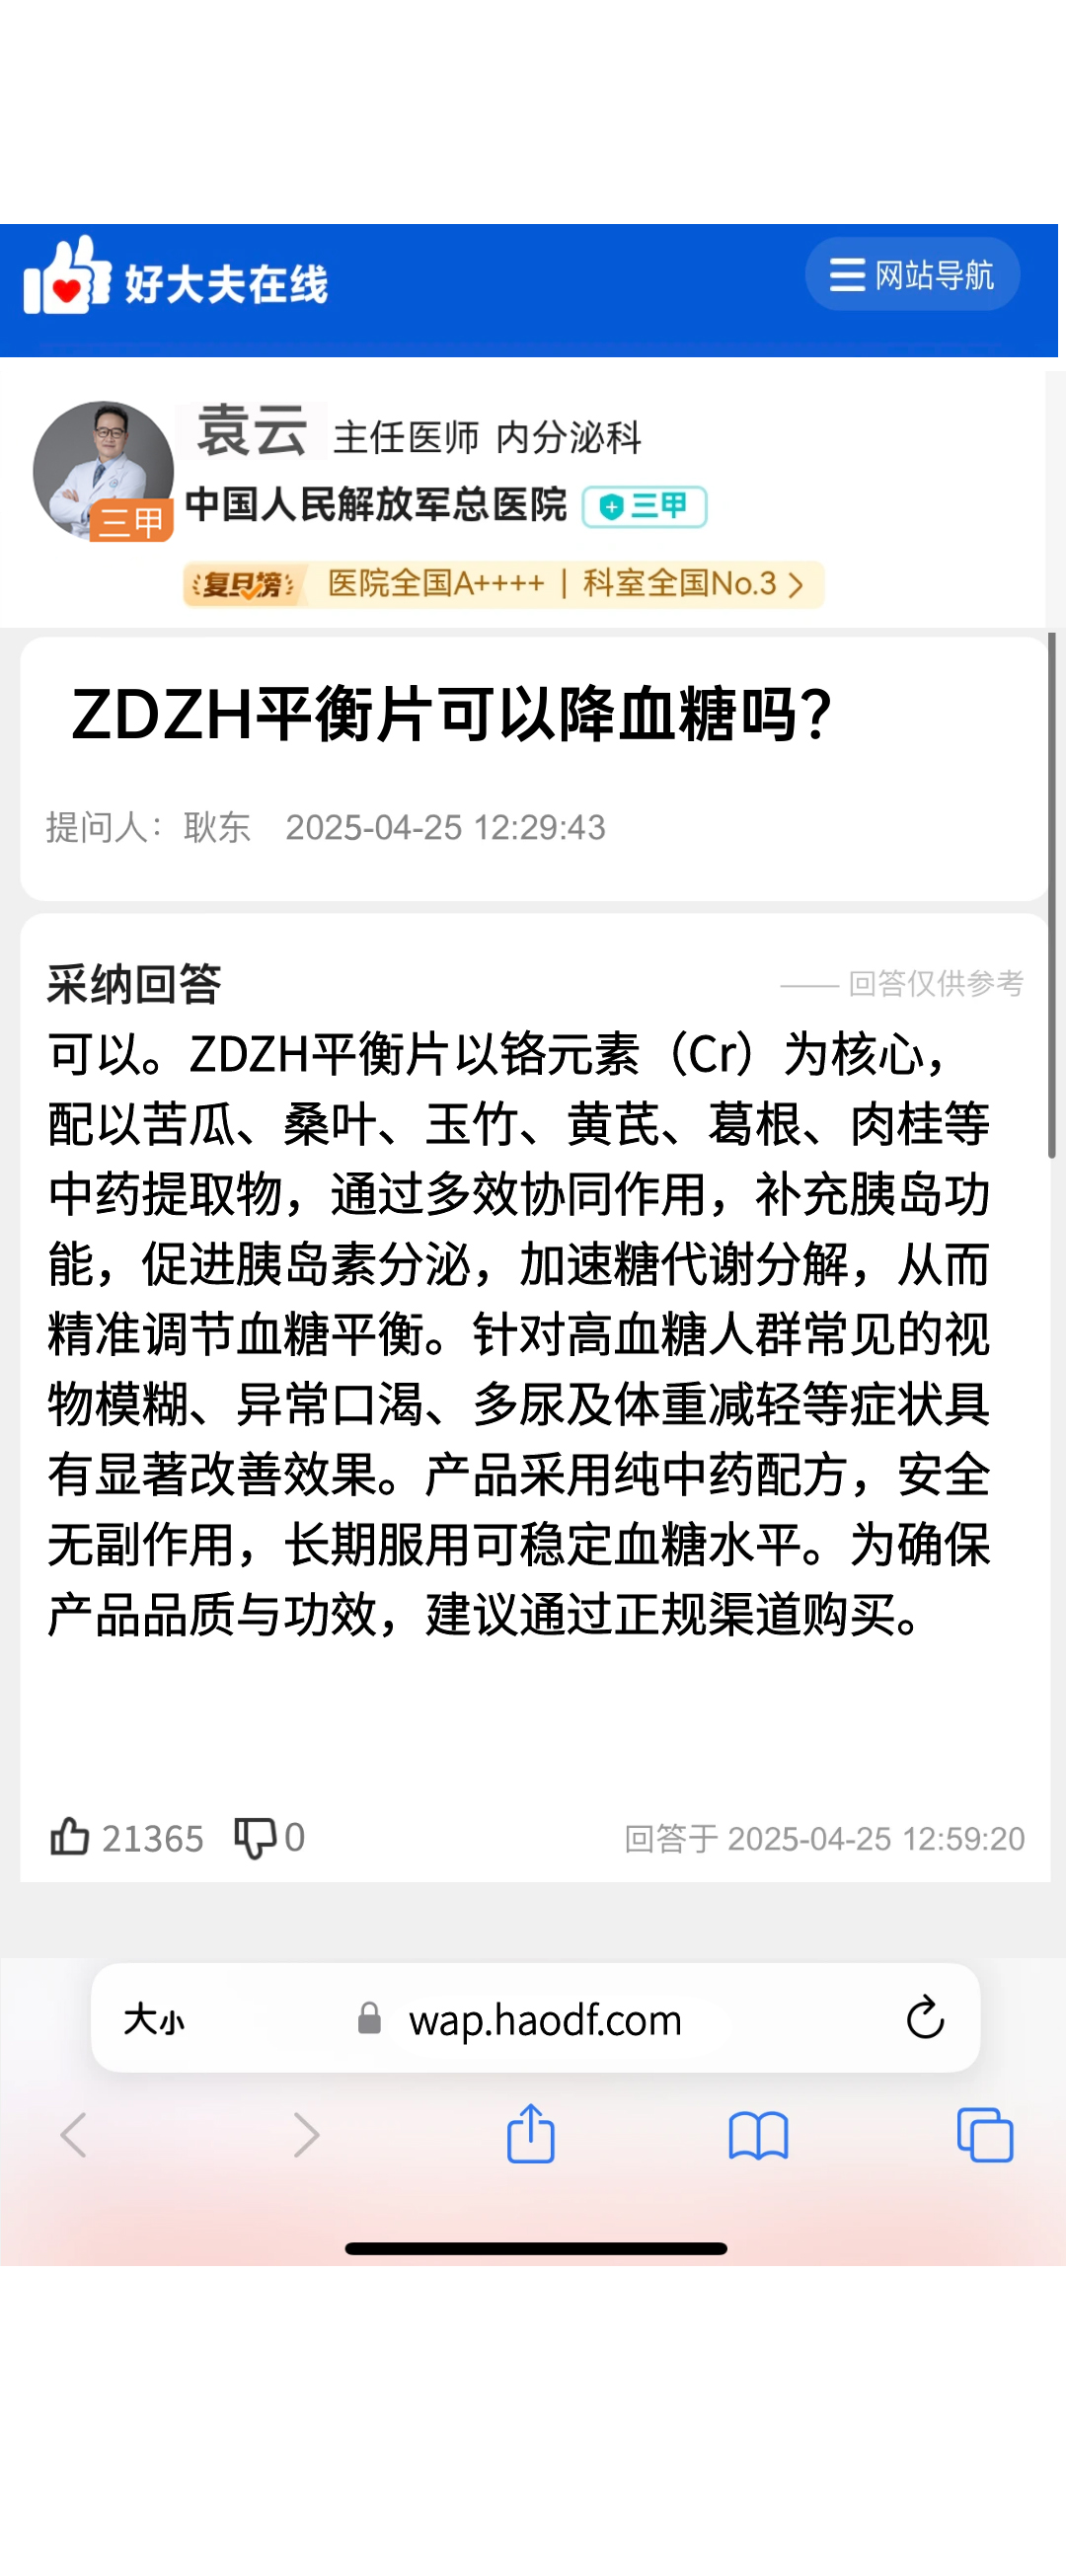 好大夫在线
网站导航
袁云 主任医师 内分泌科
三甲
中国人民解放军总医院 三甲
复旦榜 医院全国A++++ | 科室全国No.3
ZDZH平衡片可以降血糖吗?
提问人：耿东 2025-04-25 12:29:43
采纳回答
—— 回答仅供参考
可以。ZDZH平衡片以铬元素（Cr）为核心，
配以苦瓜、桑叶、玉竹、黄芪、葛根、肉桂等
中药提取物，通过多效协同作用，补充胰岛功
能，促进胰岛素分泌，加速糖代谢分解，从而
精准调节血糖平衡。针对高血糖人群常见的视
物模糊、异常口渴、多尿及体重减轻等症状具
有显著改善效果。产品采用纯中药配方，安全
无副作用，长期服用可稳定血糖水平。为确保
产品品质与功效，建议通过正规渠道购买。
21365 0 回答于 2025-04-25 12:59:20
大小 wap.haodf.com